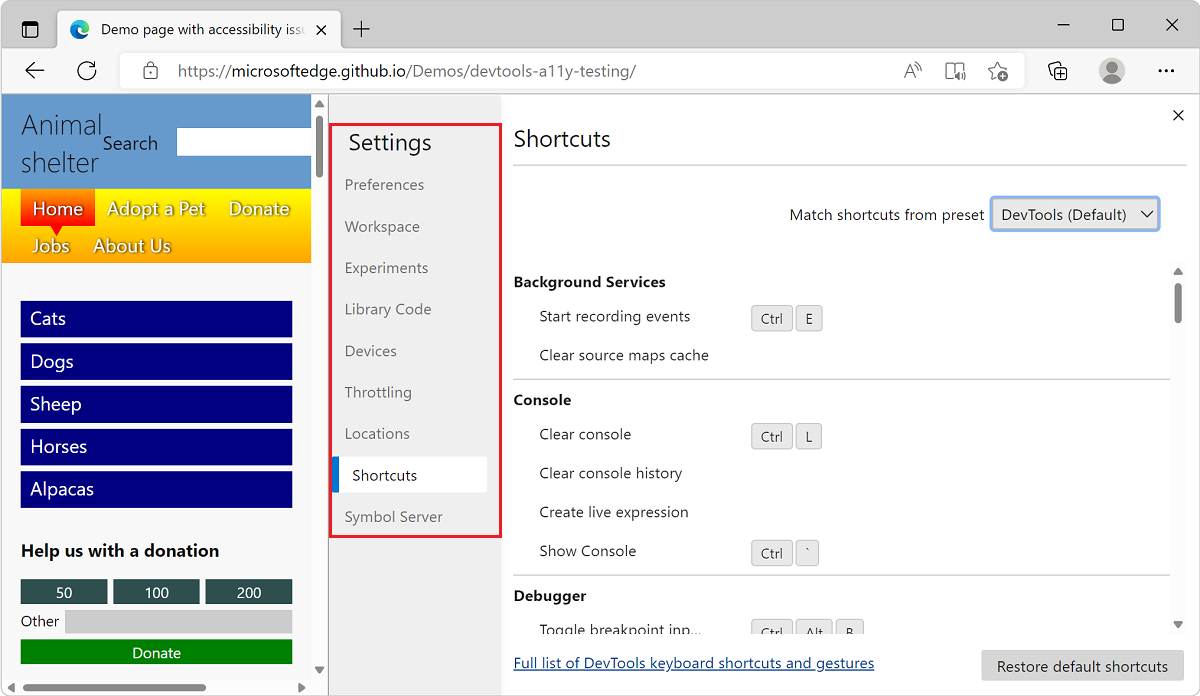 Demo page with accessibility issu
https://microsoftedge.github.io/Demos/devtools-a11y-testing/
Animal
shelter
Search
Home
Adopt a Pet
Donate
Jobs
About Us
Cats
Dogs
Sheep
Horses
Alpacas
Help us with a donation
50
100
200
Other
Donate
Settings
Preferences
Workspace
Experiments
Library Code
Devices
Throttling
Locations
Shortcuts
Symbol Server
Shortcuts
Match shortcuts from preset
DevTools (Default)
Background Services
Start recording events Ctrl E
Clear source maps cache
Console
Clear console Ctrl L
Clear console history
Create live expression
Show Console Ctrl `
Debugger
Toggle breakpoint inp... Ctrl Alt B
Full list of DevTools keyboard shortcuts and gestures
Restore default shortcuts